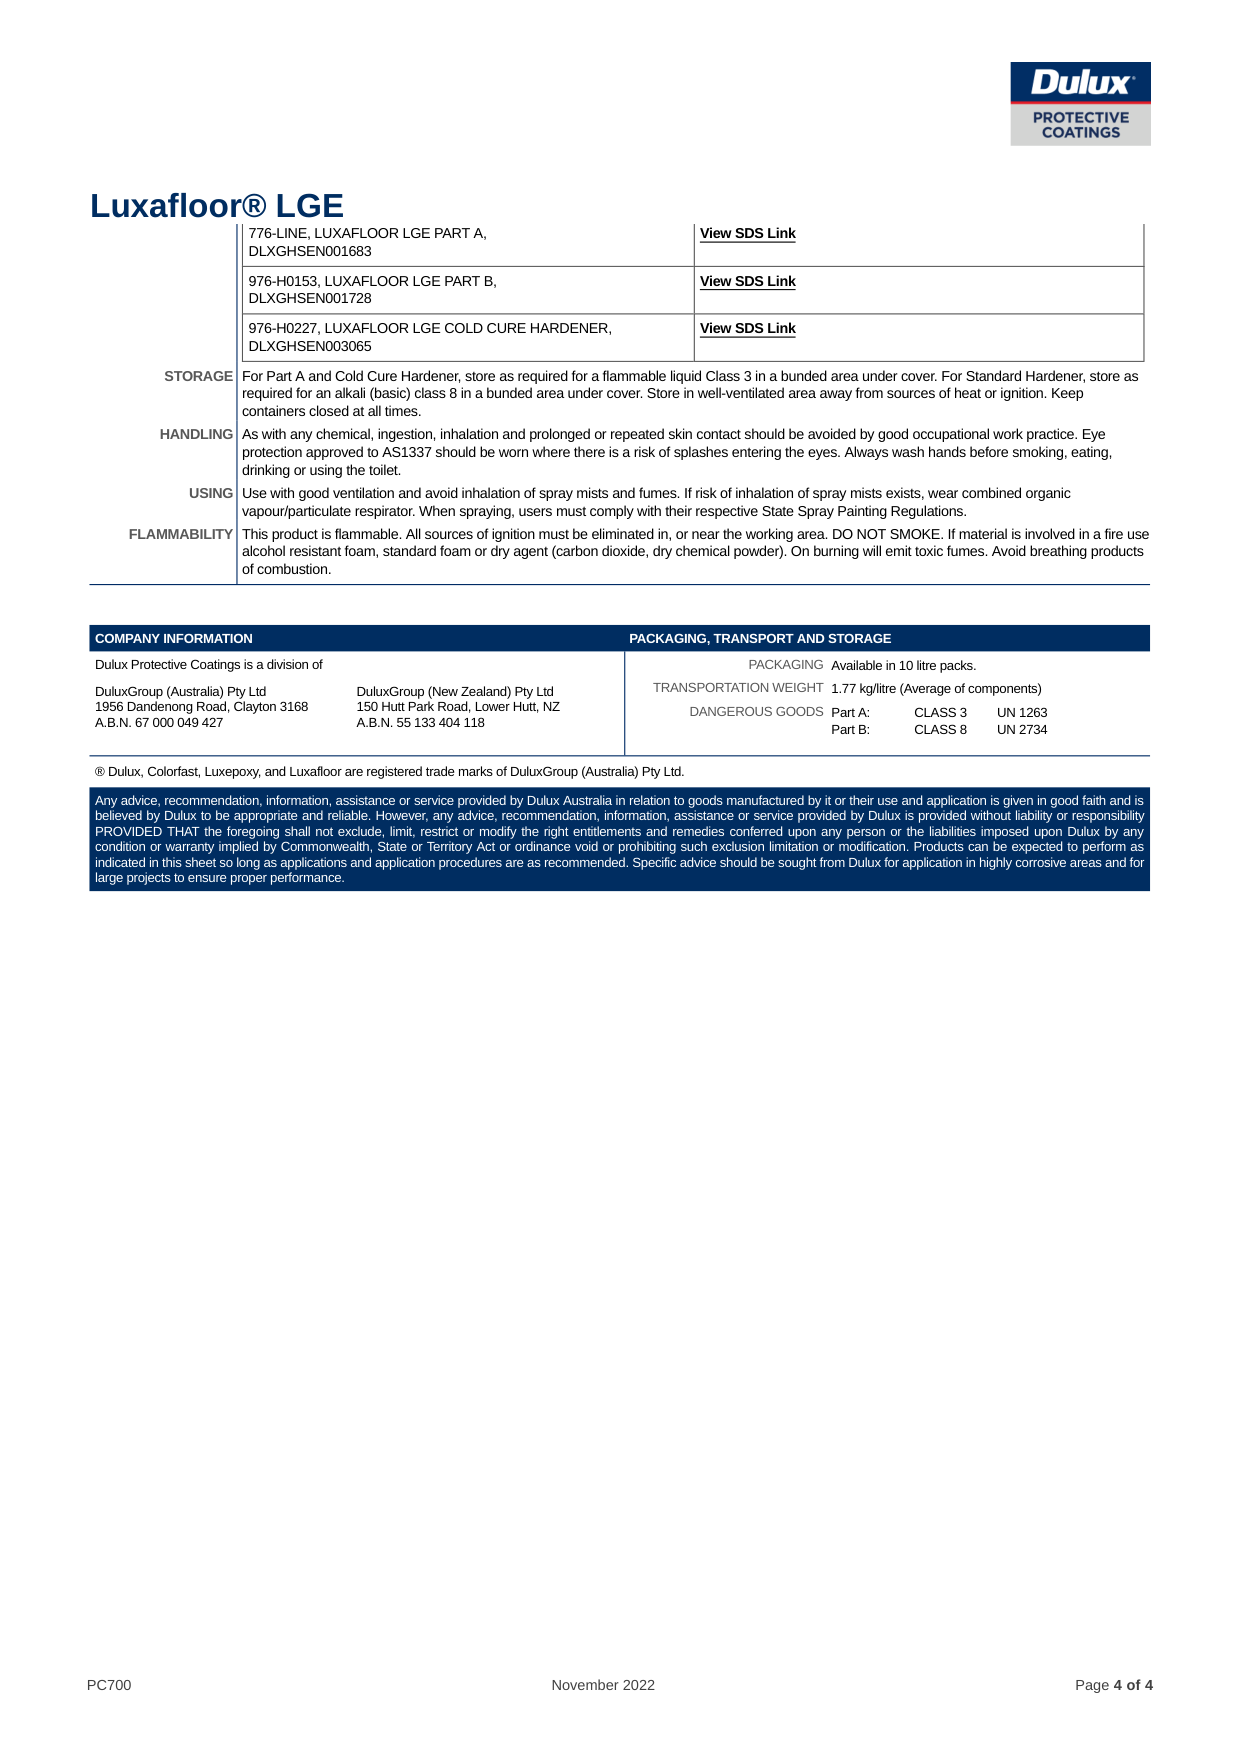 Dulux
PROTECTIVE
COATINGS
Luxafloor® LGE
776-LINE, LUXAFLOOR LGE PART A,
DLXGHSEN001683
View SDS Link
976-H0153, LUXAFLOOR LGE PART B,
DLXGHSEN001728
View SDS Link
976-H0227, LUXAFLOOR LGE COLD CURE HARDENER,
DLXGHSEN003065
View SDS Link
STORAGE
For Part A and Cold Cure Hardener, store as required for a flammable liquid Class 3 in a bunded area under cover. For Standard Hardener, store as
required for an alkali (basic) class 8 in a bunded area under cover. Store in well-ventilated area away from sources of heat or ignition. Keep
containers closed at all times.
HANDLING
As with any chemical, ingestion, inhalation and prolonged or repeated skin contact should be avoided by good occupational work practice. Eye
protection approved to AS1337 should be worn where there is a risk of splashes entering the eyes. Always wash hands before smoking, eating,
drinking or using the toilet.
USING
Use with good ventilation and avoid inhalation of spray mists and fumes. If risk of inhalation of spray mists exists, wear combined organic
vapour/particulate respirator. When spraying, users must comply with their respective State Spray Painting Regulations.
FLAMMABILITY
This product is flammable. All sources of ignition must be eliminated in, or near the working area. DO NOT SMOKE. If material is involved in a fire use
alcohol resistant foam, standard foam or dry agent (carbon dioxide, dry chemical powder). On burning will emit toxic fumes. Avoid breathing products
of combustion.
COMPANY INFORMATION
Dulux Protective Coatings is a division of
DuluxGroup (Australia) Pty Ltd
1956 Dandenong Road, Clayton 3168
A.B.N. 67 000 049 427
DuluxGroup (New Zealand) Pty Ltd
150 Hutt Park Road, Lower Hutt, NZ
A.B.N. 55 133 404 118
PACKAGING, TRANSPORT AND STORAGE
PACKAGING Available in 10 litre packs.
TRANSPORTATION WEIGHT 1.77 kg/litre (Average of components)
DANGEROUS GOODS Part A: CLASS 3 UN 1263
Part B: CLASS 8 UN 2734
® Dulux, Colorfast, Luxepoxy, and Luxafloor are registered trade marks of DuluxGroup (Australia) Pty Ltd.
Any advice, recommendation, information, assistance or service provided by Dulux Australia in relation to goods manufactured by it or their use and application is given in good faith and is
believed by Dulux to be appropriate and reliable. However, any advice, recommendation, information, assistance or service provided by Dulux is provided without liability or responsibility
PROVIDED THAT the foregoing shall not exclude, limit, restrict or modify the right entitlements and remedies conferred upon any person or the liabilities imposed upon Dulux by any
condition or warranty implied by Commonwealth, State or Territory Act or ordinance void or prohibiting such exclusion limitation or modification. Products can be expected to perform as
indicated in this sheet so long as applications and application procedures are as recommended. Specific advice should be sought from Dulux for application in highly corrosive areas and for
large projects to ensure proper performance.
PC700
November 2022
Page 4 of 4